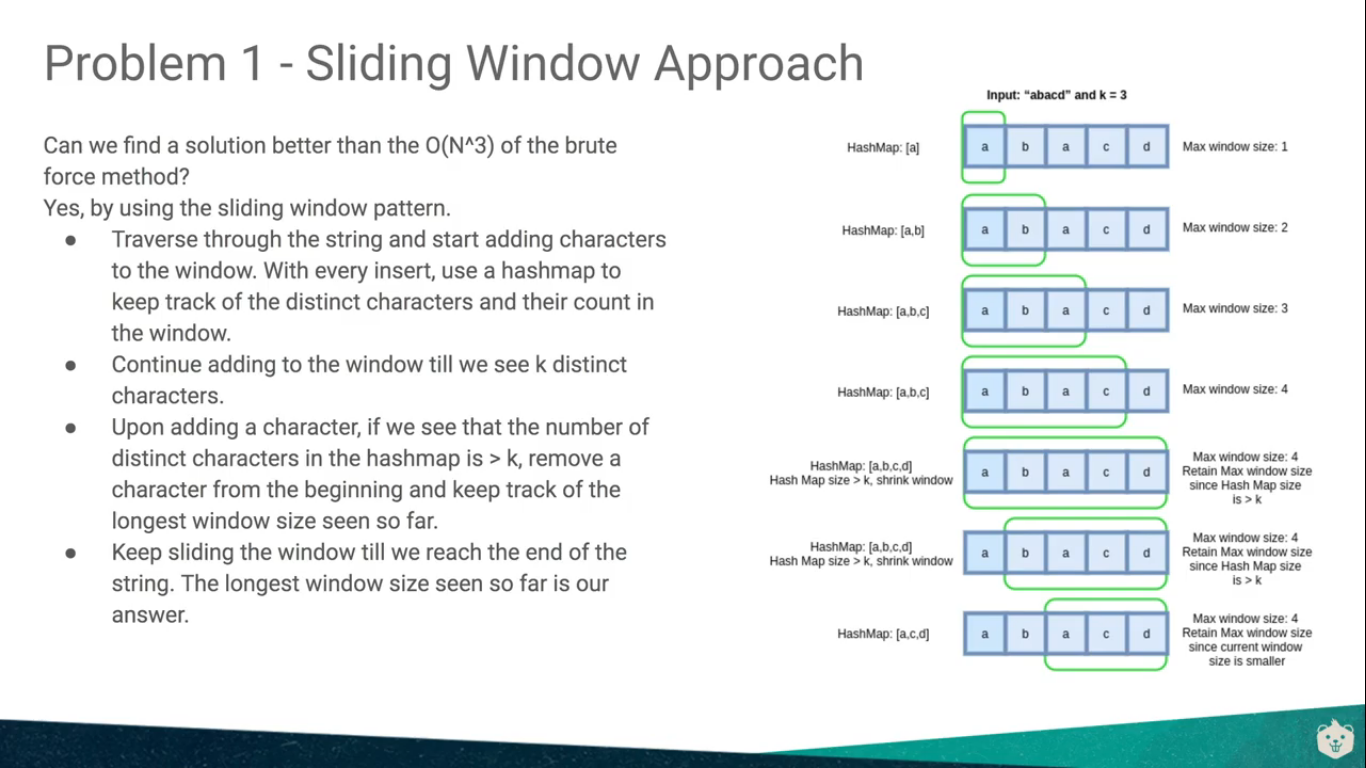 Problem 1 - Sliding Window Approach
Can we find a solution better than the O(N^3) of the brute
force method?
Yes, by using the sliding window pattern.
● Traverse through the string and start adding characters
to the window. With every insert, use a hashmap to
keep track of the distinct characters and their count in
the window.
● Continue adding to the window till we see k distinct
characters.
● Upon adding a character, if we see that the number of
distinct characters in the hashmap is > k, remove a
character from the beginning and keep track of the
longest window size seen so far.
● Keep sliding the window till we reach the end of the
string. The longest window size seen so far is our
answer.
Input: “abacd” and k = 3
HashMap: [a]
a b a c d
Max window size: 1
HashMap: [a,b]
a b a c d
Max window size: 2
HashMap: [a,b,c]
a b a c d
Max window size: 3
HashMap: [a,b,c]
a b a c d
Max window size: 4
HashMap: [a,b,c,d]
Hash Map size > k, shrink window
a b a c d
Max window size: 4
Retain Max window size
since Hash Map size
is > k
HashMap: [a,b,c,d]
Hash Map size > k, shrink window
a b a c d
Max window size: 4
Retain Max window size
since Hash Map size
is > k
HashMap: [a,c,d]
a b a c d
Max window size: 4
Retain Max window size
since current window
size is smaller